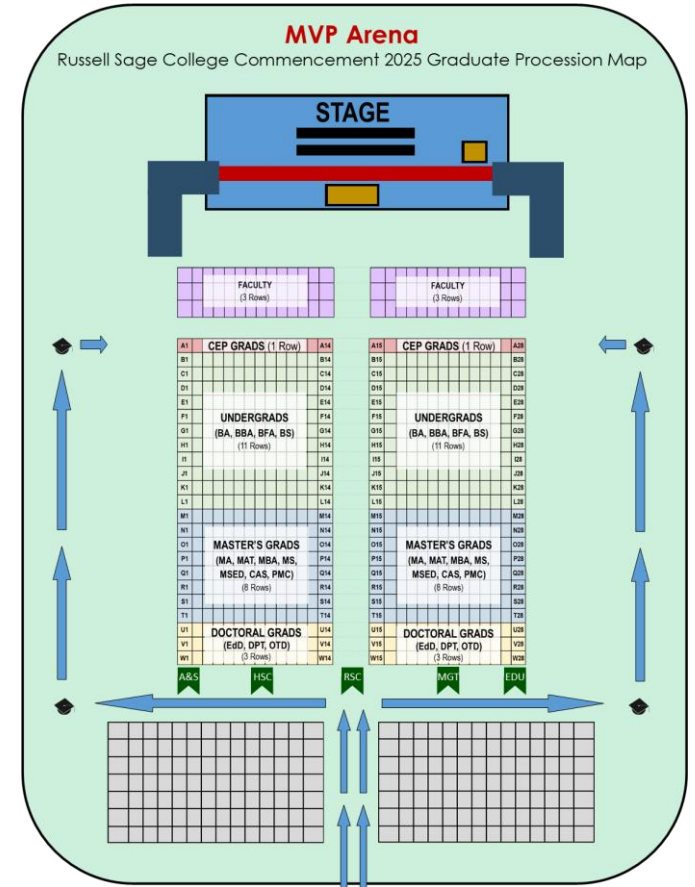 MVP Arena
Russell Sage College Commencement 2025 Graduate Procession Map
STAGE
FACULTY
(3 Rows)
FACULTY
(3 Rows)
A1 CEP GRADS (1 Row) A14
A15 CEP GRADS (1 Row) A28
B1 B14 B15 B28
C1 C14 C15 C28
D1 D14 D15 D28
E1 E14 E15 E28
F1 F14 F15 F28
G1 G14 G15 G28
H1 H14 H15 H28
I1 I14 I15 I28
J1 J14 J15 J28
K1 K14 K15 K28
L1 L14 L15 L28
UNDERGRADS
(BA, BBA, BFA, BS)
(11 Rows)
UNDERGRADS
(BA, BBA, BFA, BS)
(11 Rows)
M1 M14 M15 M28
N1 N14 N15 N28
O1 O14 O15 O28
P1 P14 P15 P28
Q1 Q14 Q15 Q28
R1 R14 R15 R28
S1 S14 S15 S28
T1 T14 T15 T28
MASTER'S GRADS
(MA, MAT, MBA, MS,
MSED, CAS, PMC)
(8 Rows)
MASTER'S GRADS
(MA, MAT, MBA, MS,
MSED, CAS, PMC)
(8 Rows)
U1 U14 U15 U28
V1 V14 V15 V28
W1 W14 W15 W28
DOCTORAL GRADS
(EdD, DPT, OTD)
(3 Rows)
DOCTORAL GRADS
(EdD, DPT, OTD)
(3 Rows)
A&S HSC RSC MGT EDU